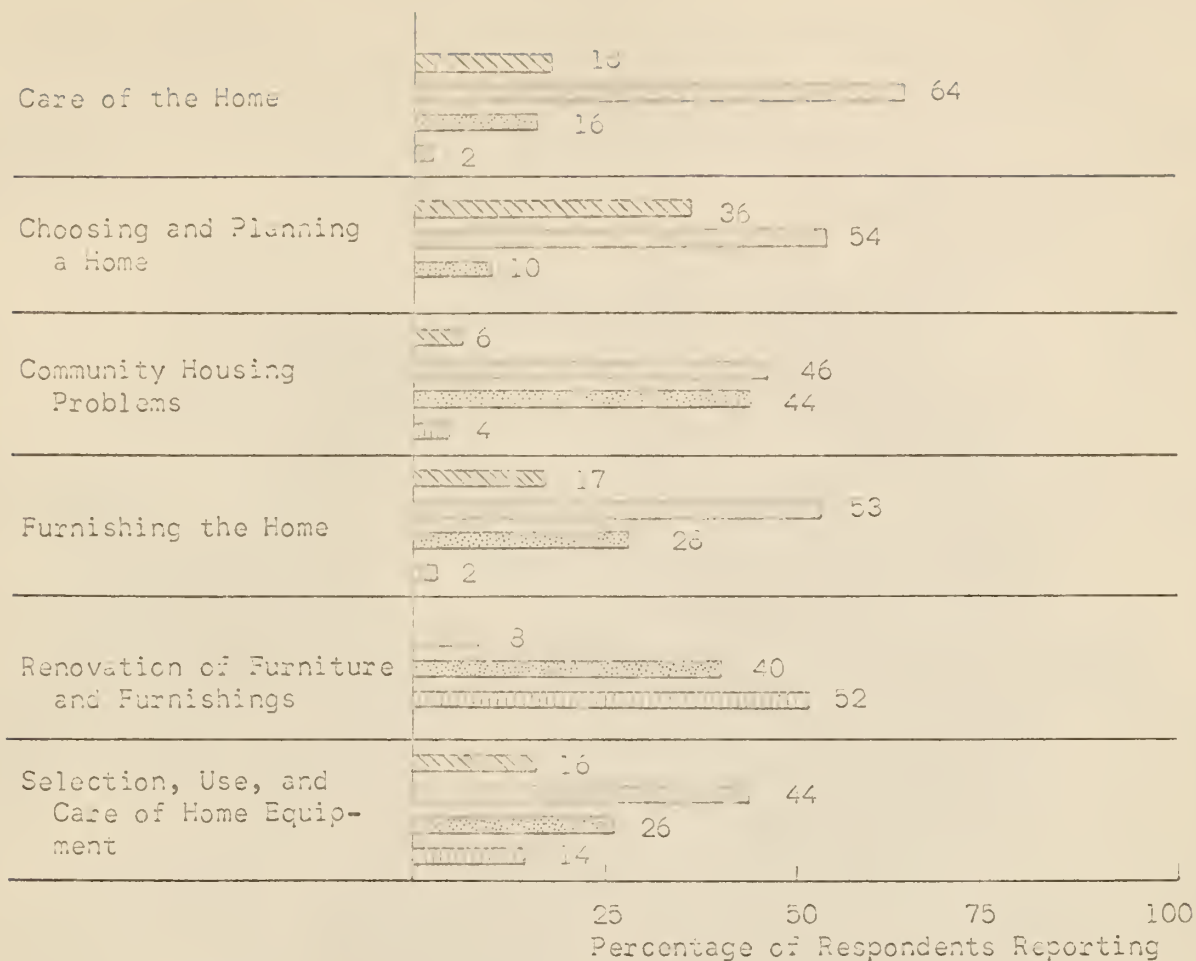 18
Care of the Home
64
16
2
36
Choosing and Planning
54
a Home
10
6
Community Housing
46
Problems
44
4
17
53
Furnishing the Home
28
2
8
Renovation of Furniture
40
and Furnishings
52
16
Selection, Use, and
44
Care of Home Equip-
26
ment
14
25 50 75 100
Percentage of Respondents Reporting